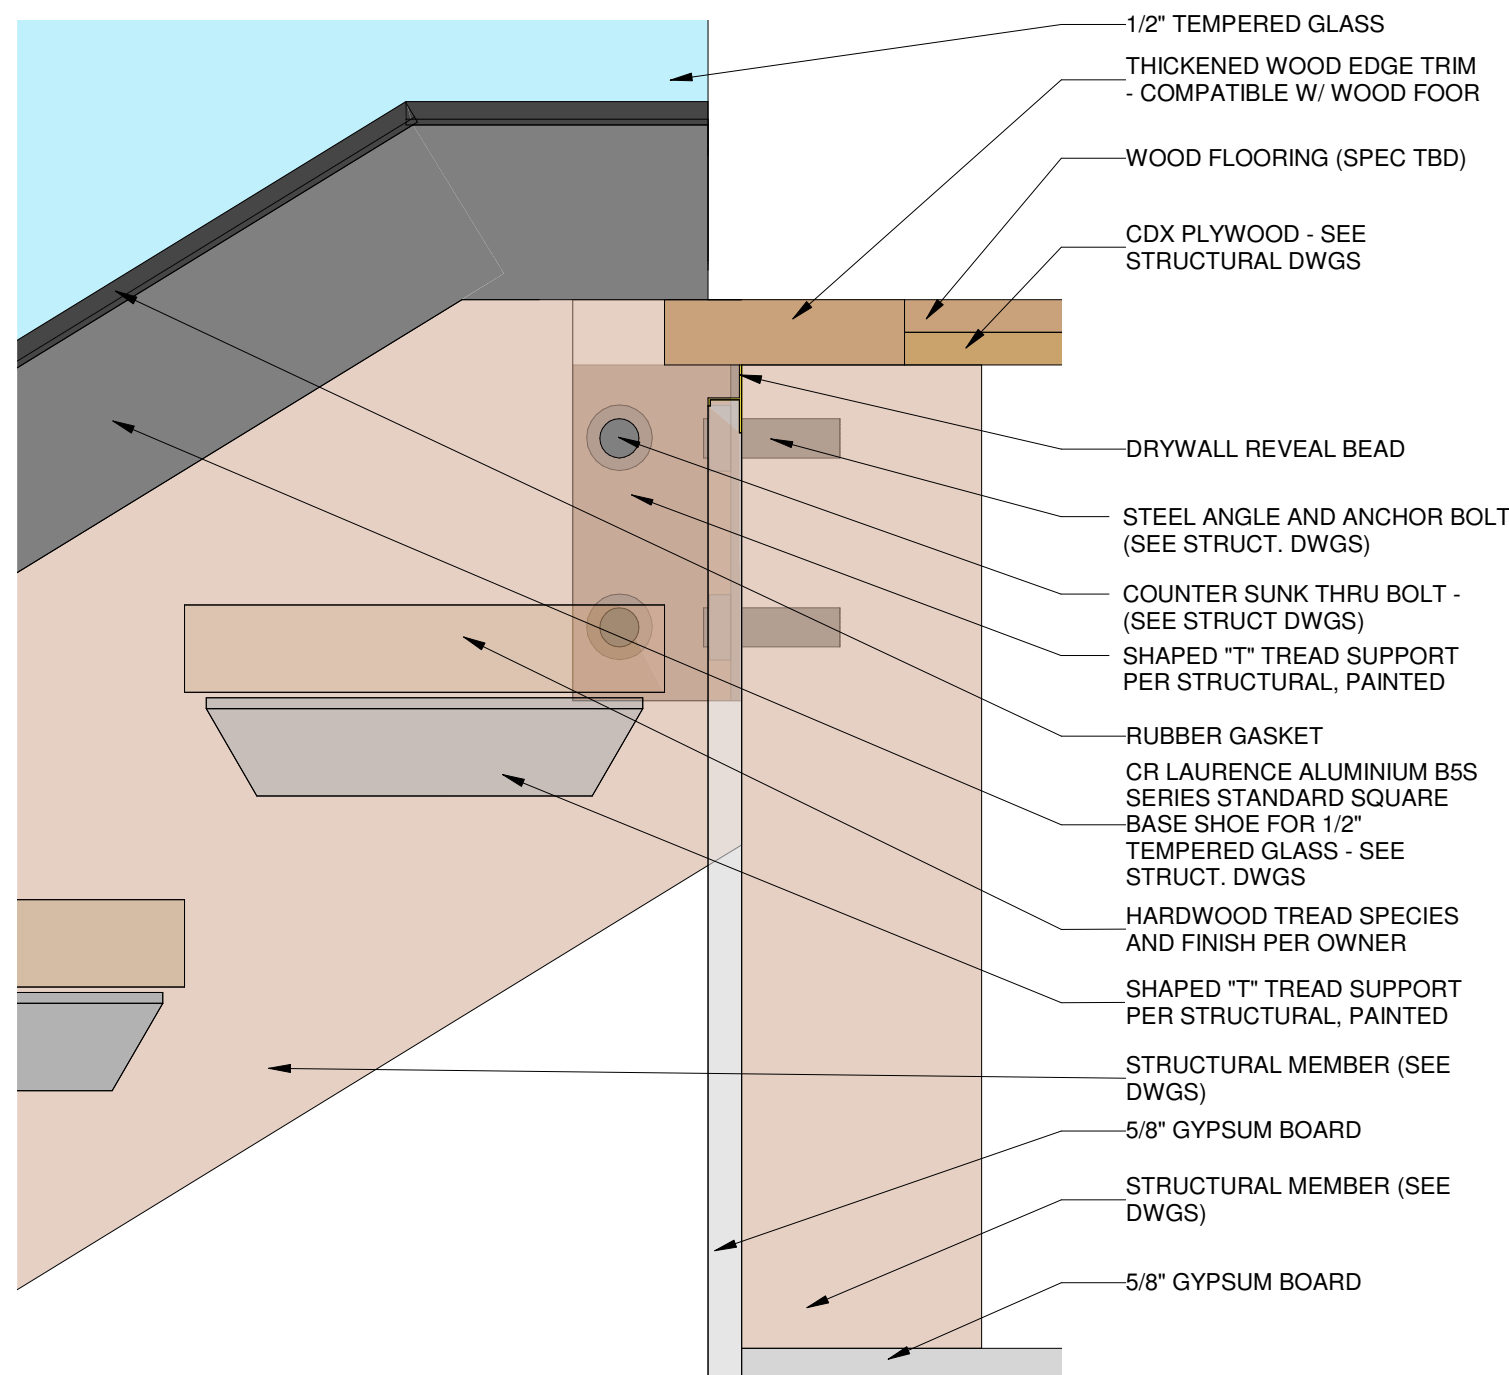 1/2" TEMPERED GLASS
THICKENED WOOD EDGE TRIM
- COMPATIBLE W/ WOOD FOOR
WOOD FLOORING (SPEC TBD)
CDX PLYWOOD - SEE
STRUCTURAL DWGS
DRYWALL REVEAL BEAD
STEEL ANGLE AND ANCHOR BOLT
(SEE STRUCT. DWGS)
COUNTER SUNK THRU BOLT -
(SEE STRUCT DWGS)
SHAPED "T" TREAD SUPPORT
PER STRUCTURAL, PAINTED
RUBBER GASKET
CR LAURENCE ALUMINIUM B5S
SERIES STANDARD SQUARE
BASE SHOE FOR 1/2"
TEMPERED GLASS - SEE
STRUCT. DWGS
HARDWOOD TREAD SPECIES
AND FINISH PER OWNER
SHAPED "T" TREAD SUPPORT
PER STRUCTURAL, PAINTED
STRUCTURAL MEMBER (SEE
DWGS)
5/8" GYPSUM BOARD
STRUCTURAL MEMBER (SEE
DWGS)
5/8" GYPSUM BOARD